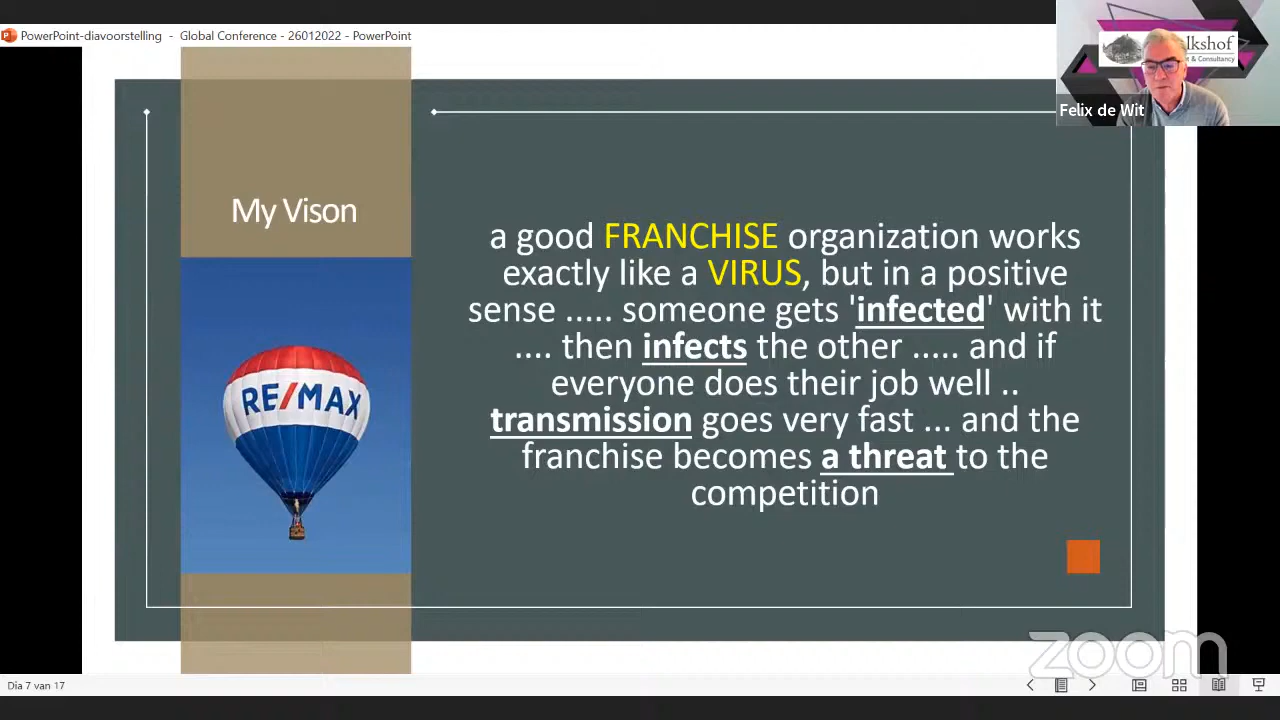 PowerPoint-diavoorstelling - Global Conference - 26012022 - PowerPoint
lkshof
t & Consultancy
Felix de Wit
My Vison
RE/MAX
a good FRANCHISE organization works
exactly like a VIRUS, but in a positive
sense ..... someone gets 'infected' with it
.... then infects the other ..... and if
everyone does their job well ..
transmission goes very fast ... and the
franchise becomes a threat to the
competition
zoom
Dia 7 van 17